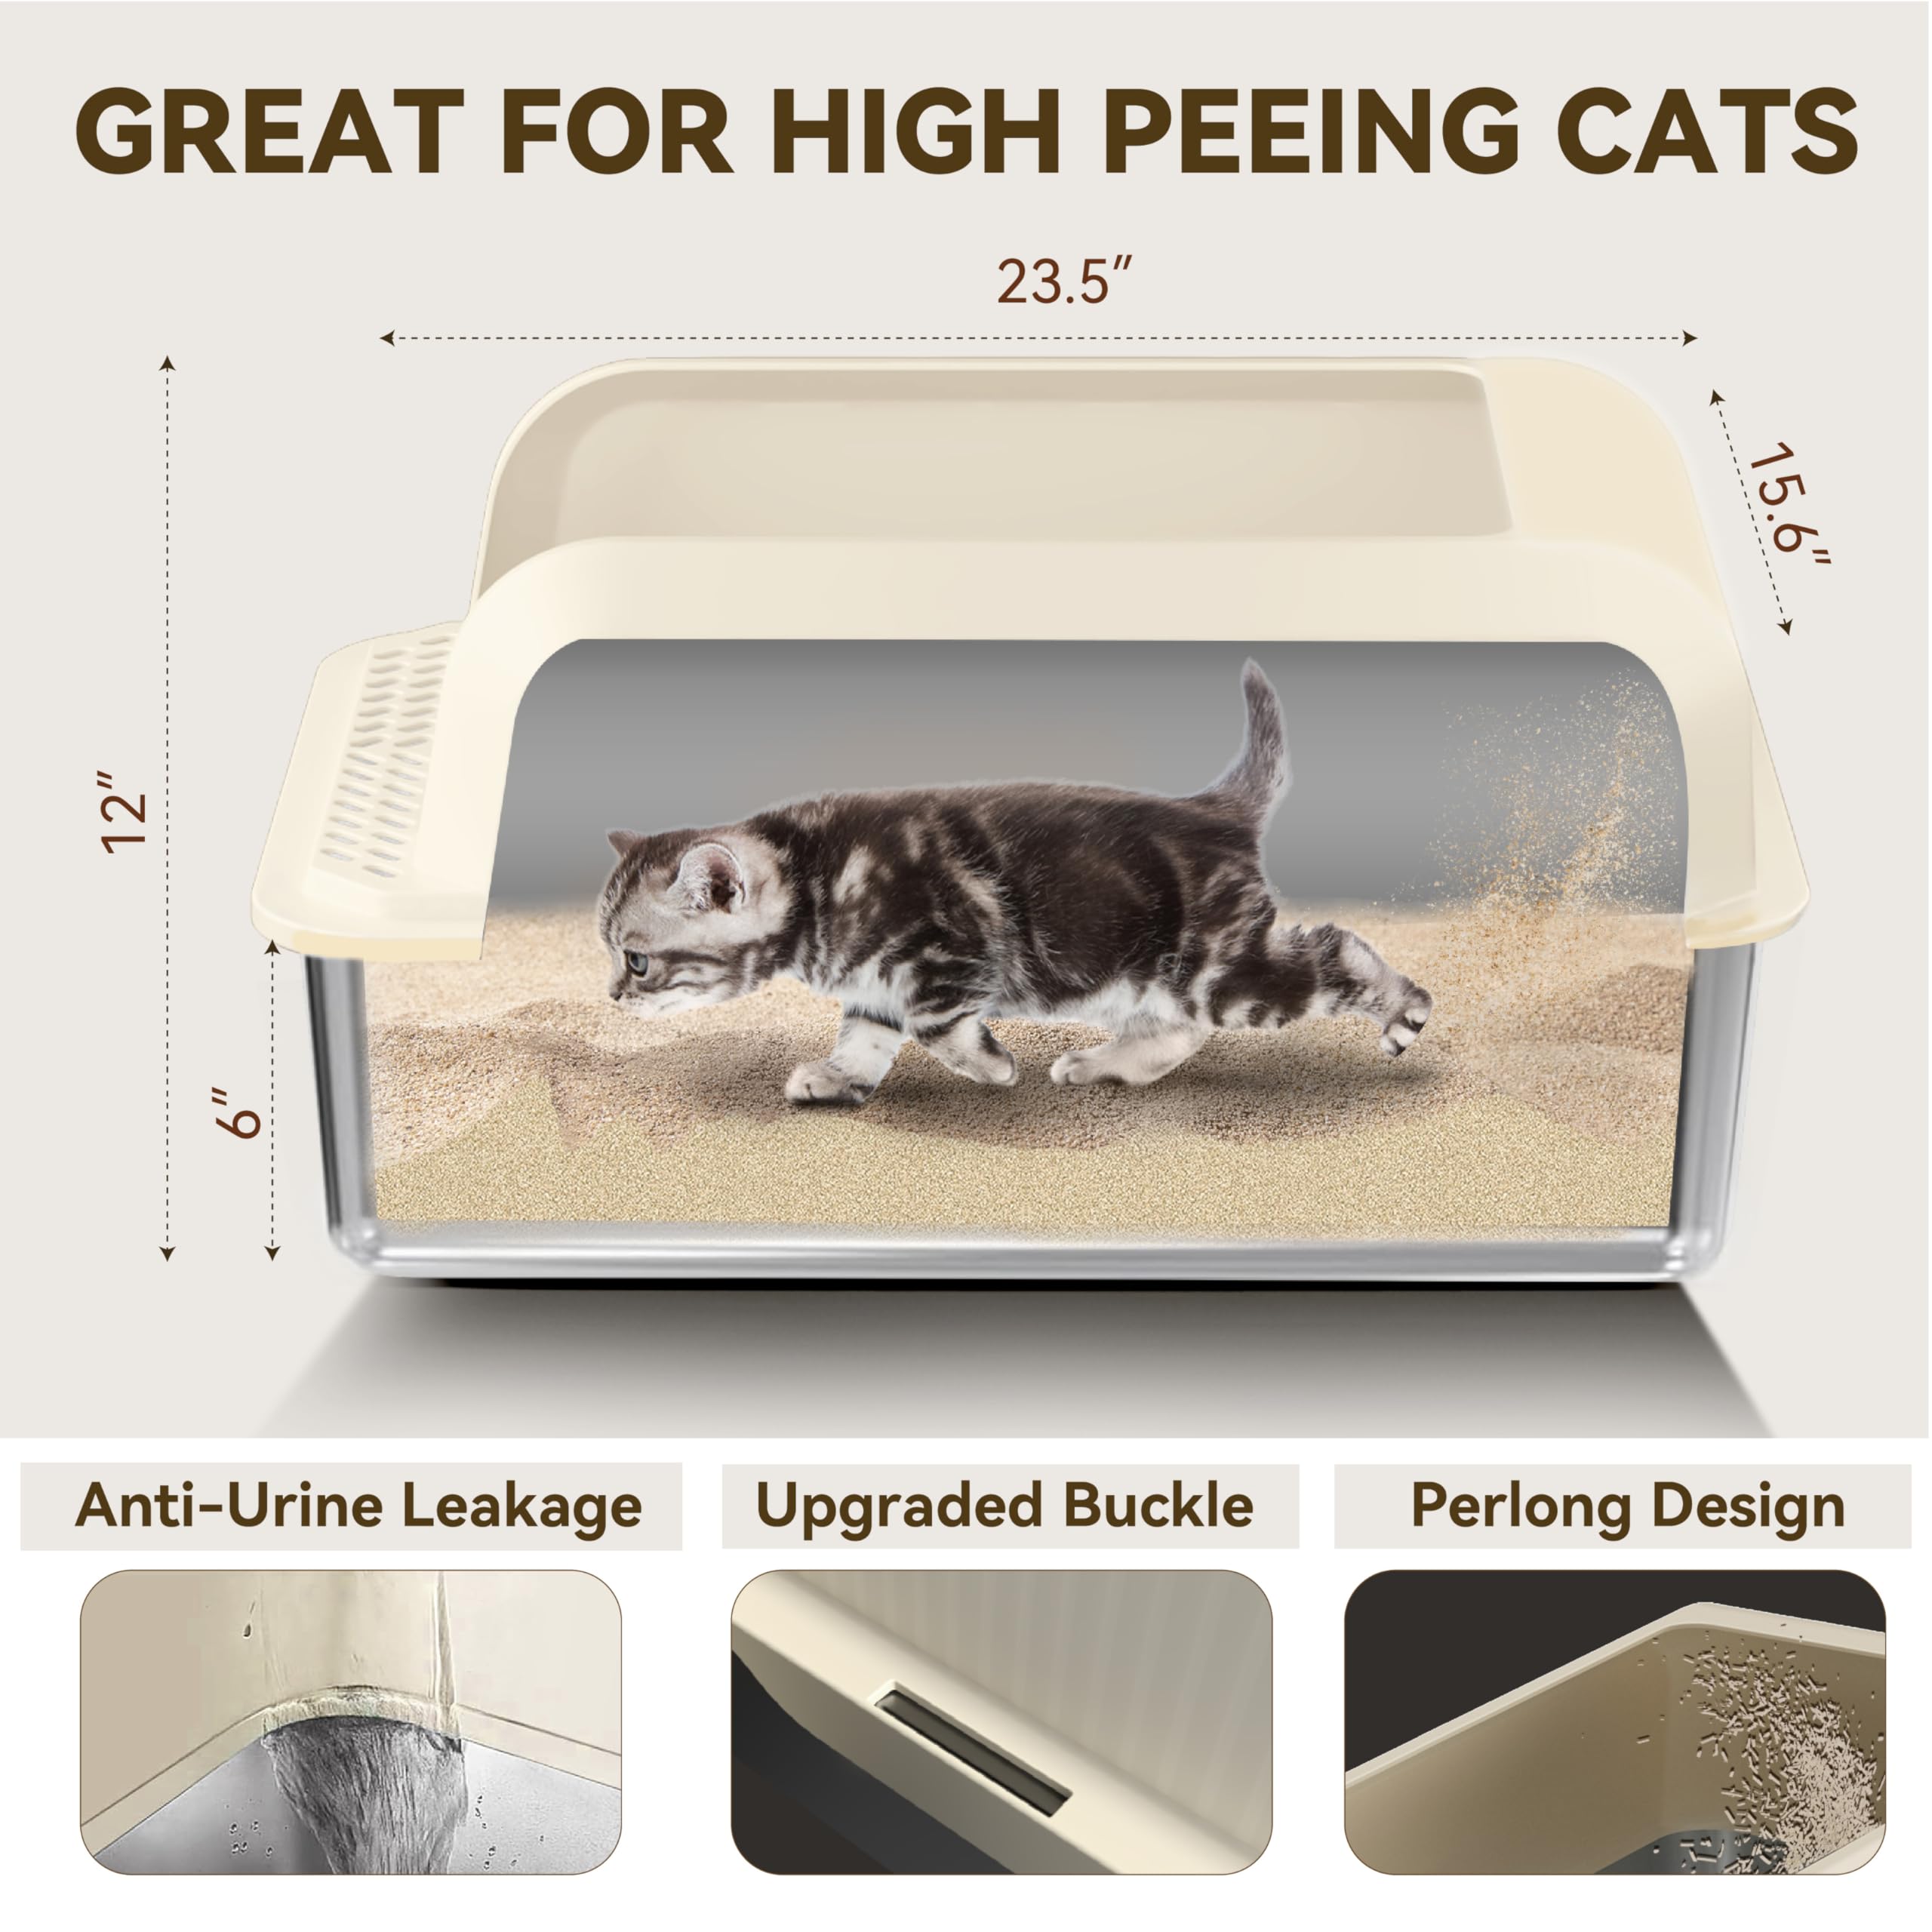 GREAT FOR HIGH PEEING CATS
23.5″
15.6″
12″
6″
Anti-Urine Leakage
Upgraded Buckle
Perlong Design